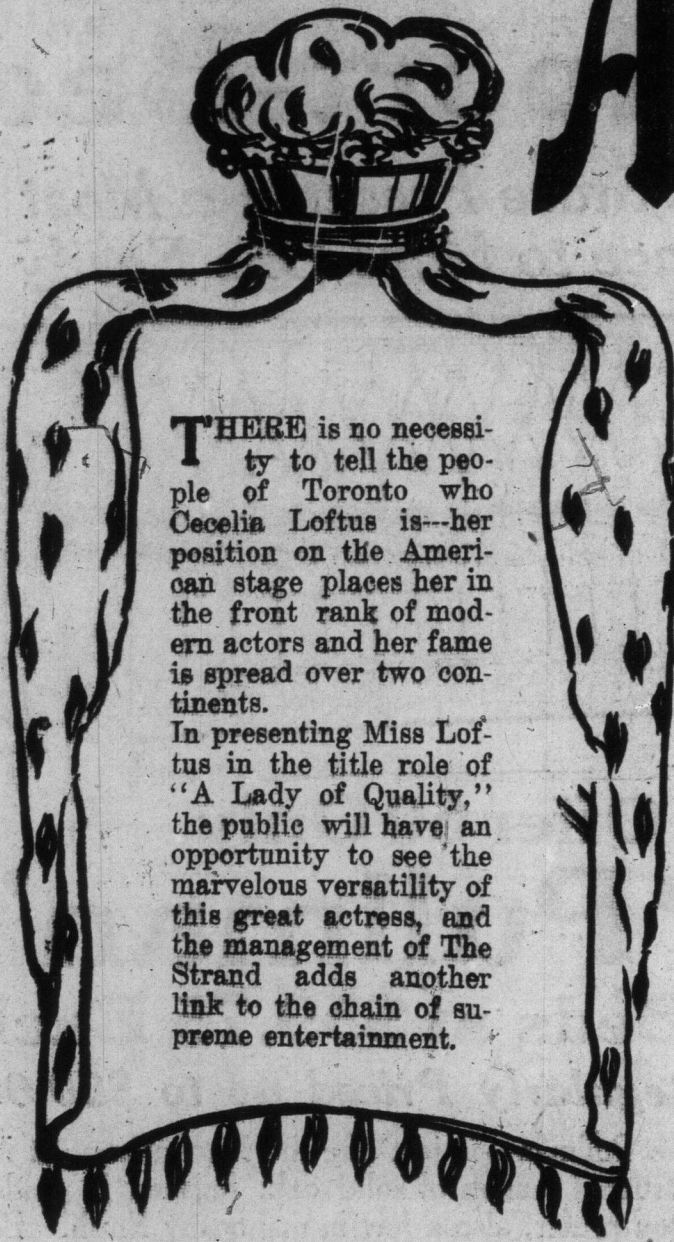 A
THERE is no necessi-
ty to tell the peo-
ple of Toronto who
Cecelia Loftus is---her
position on the Ameri-
can stage places her in
the front rank of mod-
ern actors and her fame
is spread over two con-
tinents.
In presenting Miss Lof-
tus in the title role of
"A Lady of Quality,"
the public will have an
opportunity to see the
marvelous versatility of
this great actress, and
the management of The
Strand adds another
link to the chain of su-
preme entertainment.